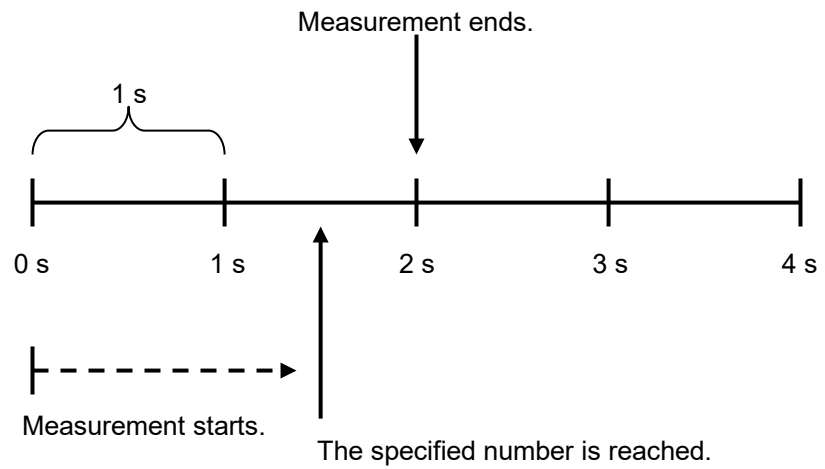 Measurement ends.
1 s
0 s 1 s 2 s 3 s 4 s
Measurement starts.
The specified number is reached.